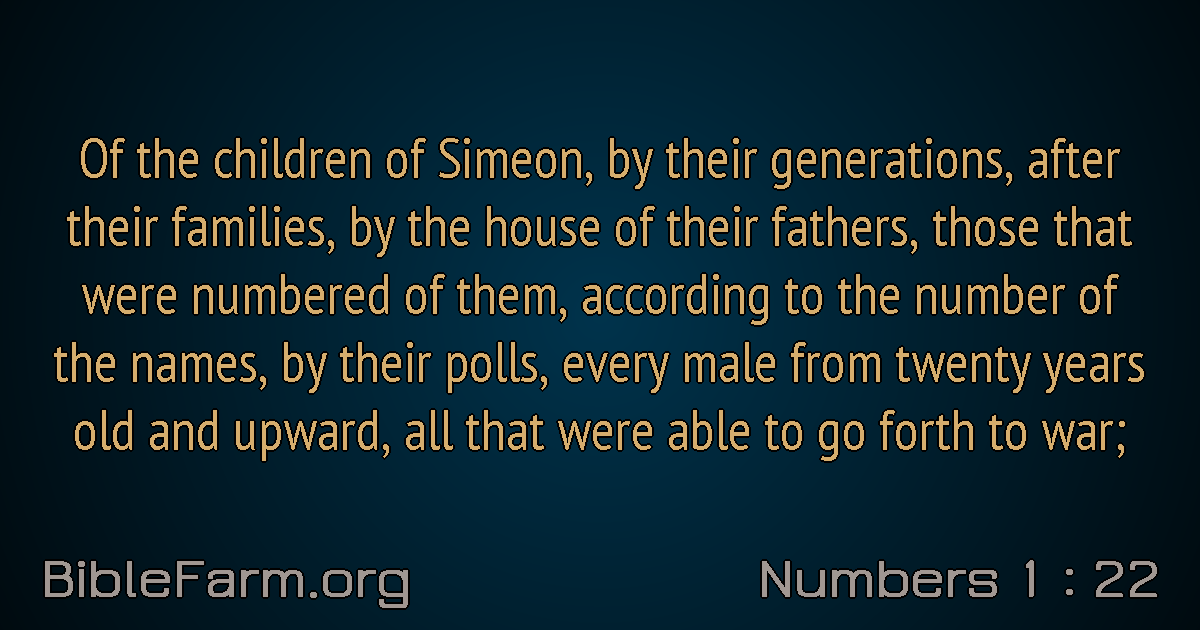 Of the children of Simeon, by their generations, after
their families, by the house of their fathers, those that
were numbered of them, according to the number of
the names, by their polls, every male from twenty years
old and upward, all that were able to go forth to war;
BibleFarm.org
Numbers 1 : 22